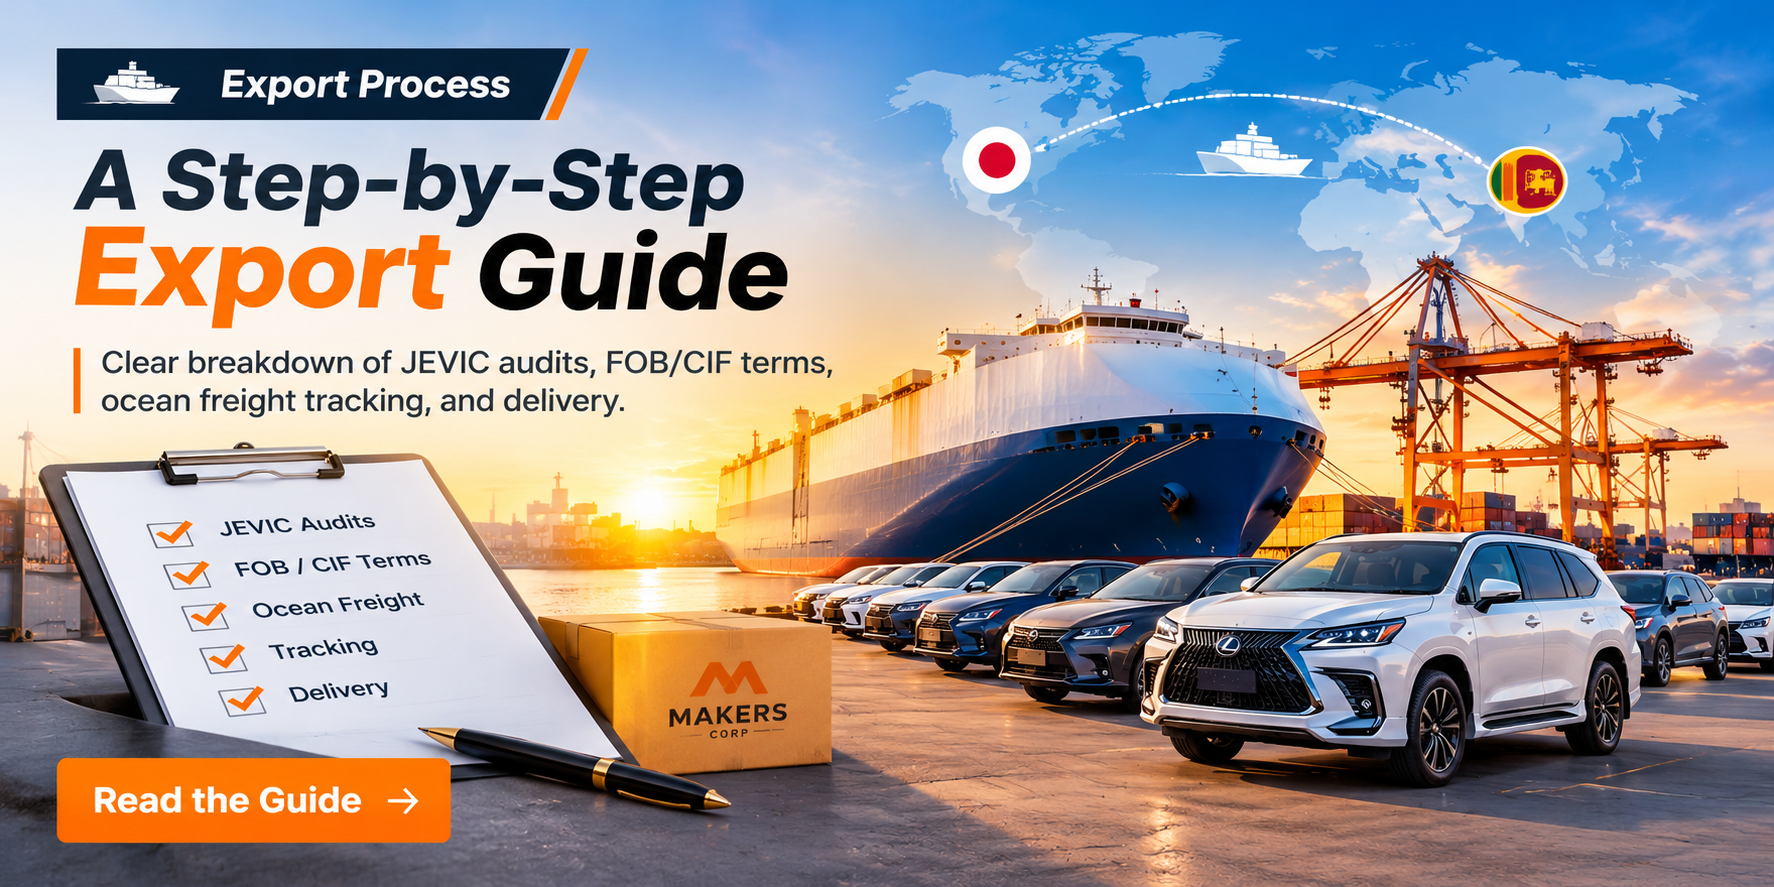 Export Process
A Step-by-Step
Export Guide
Clear breakdown of JEVIC audits, FOB/CIF terms,
ocean freight tracking, and delivery.
JEVIC Audits
FOB / CIF Terms
Ocean Freight
Tracking
Delivery
MAKERS
CORP
Read the Guide